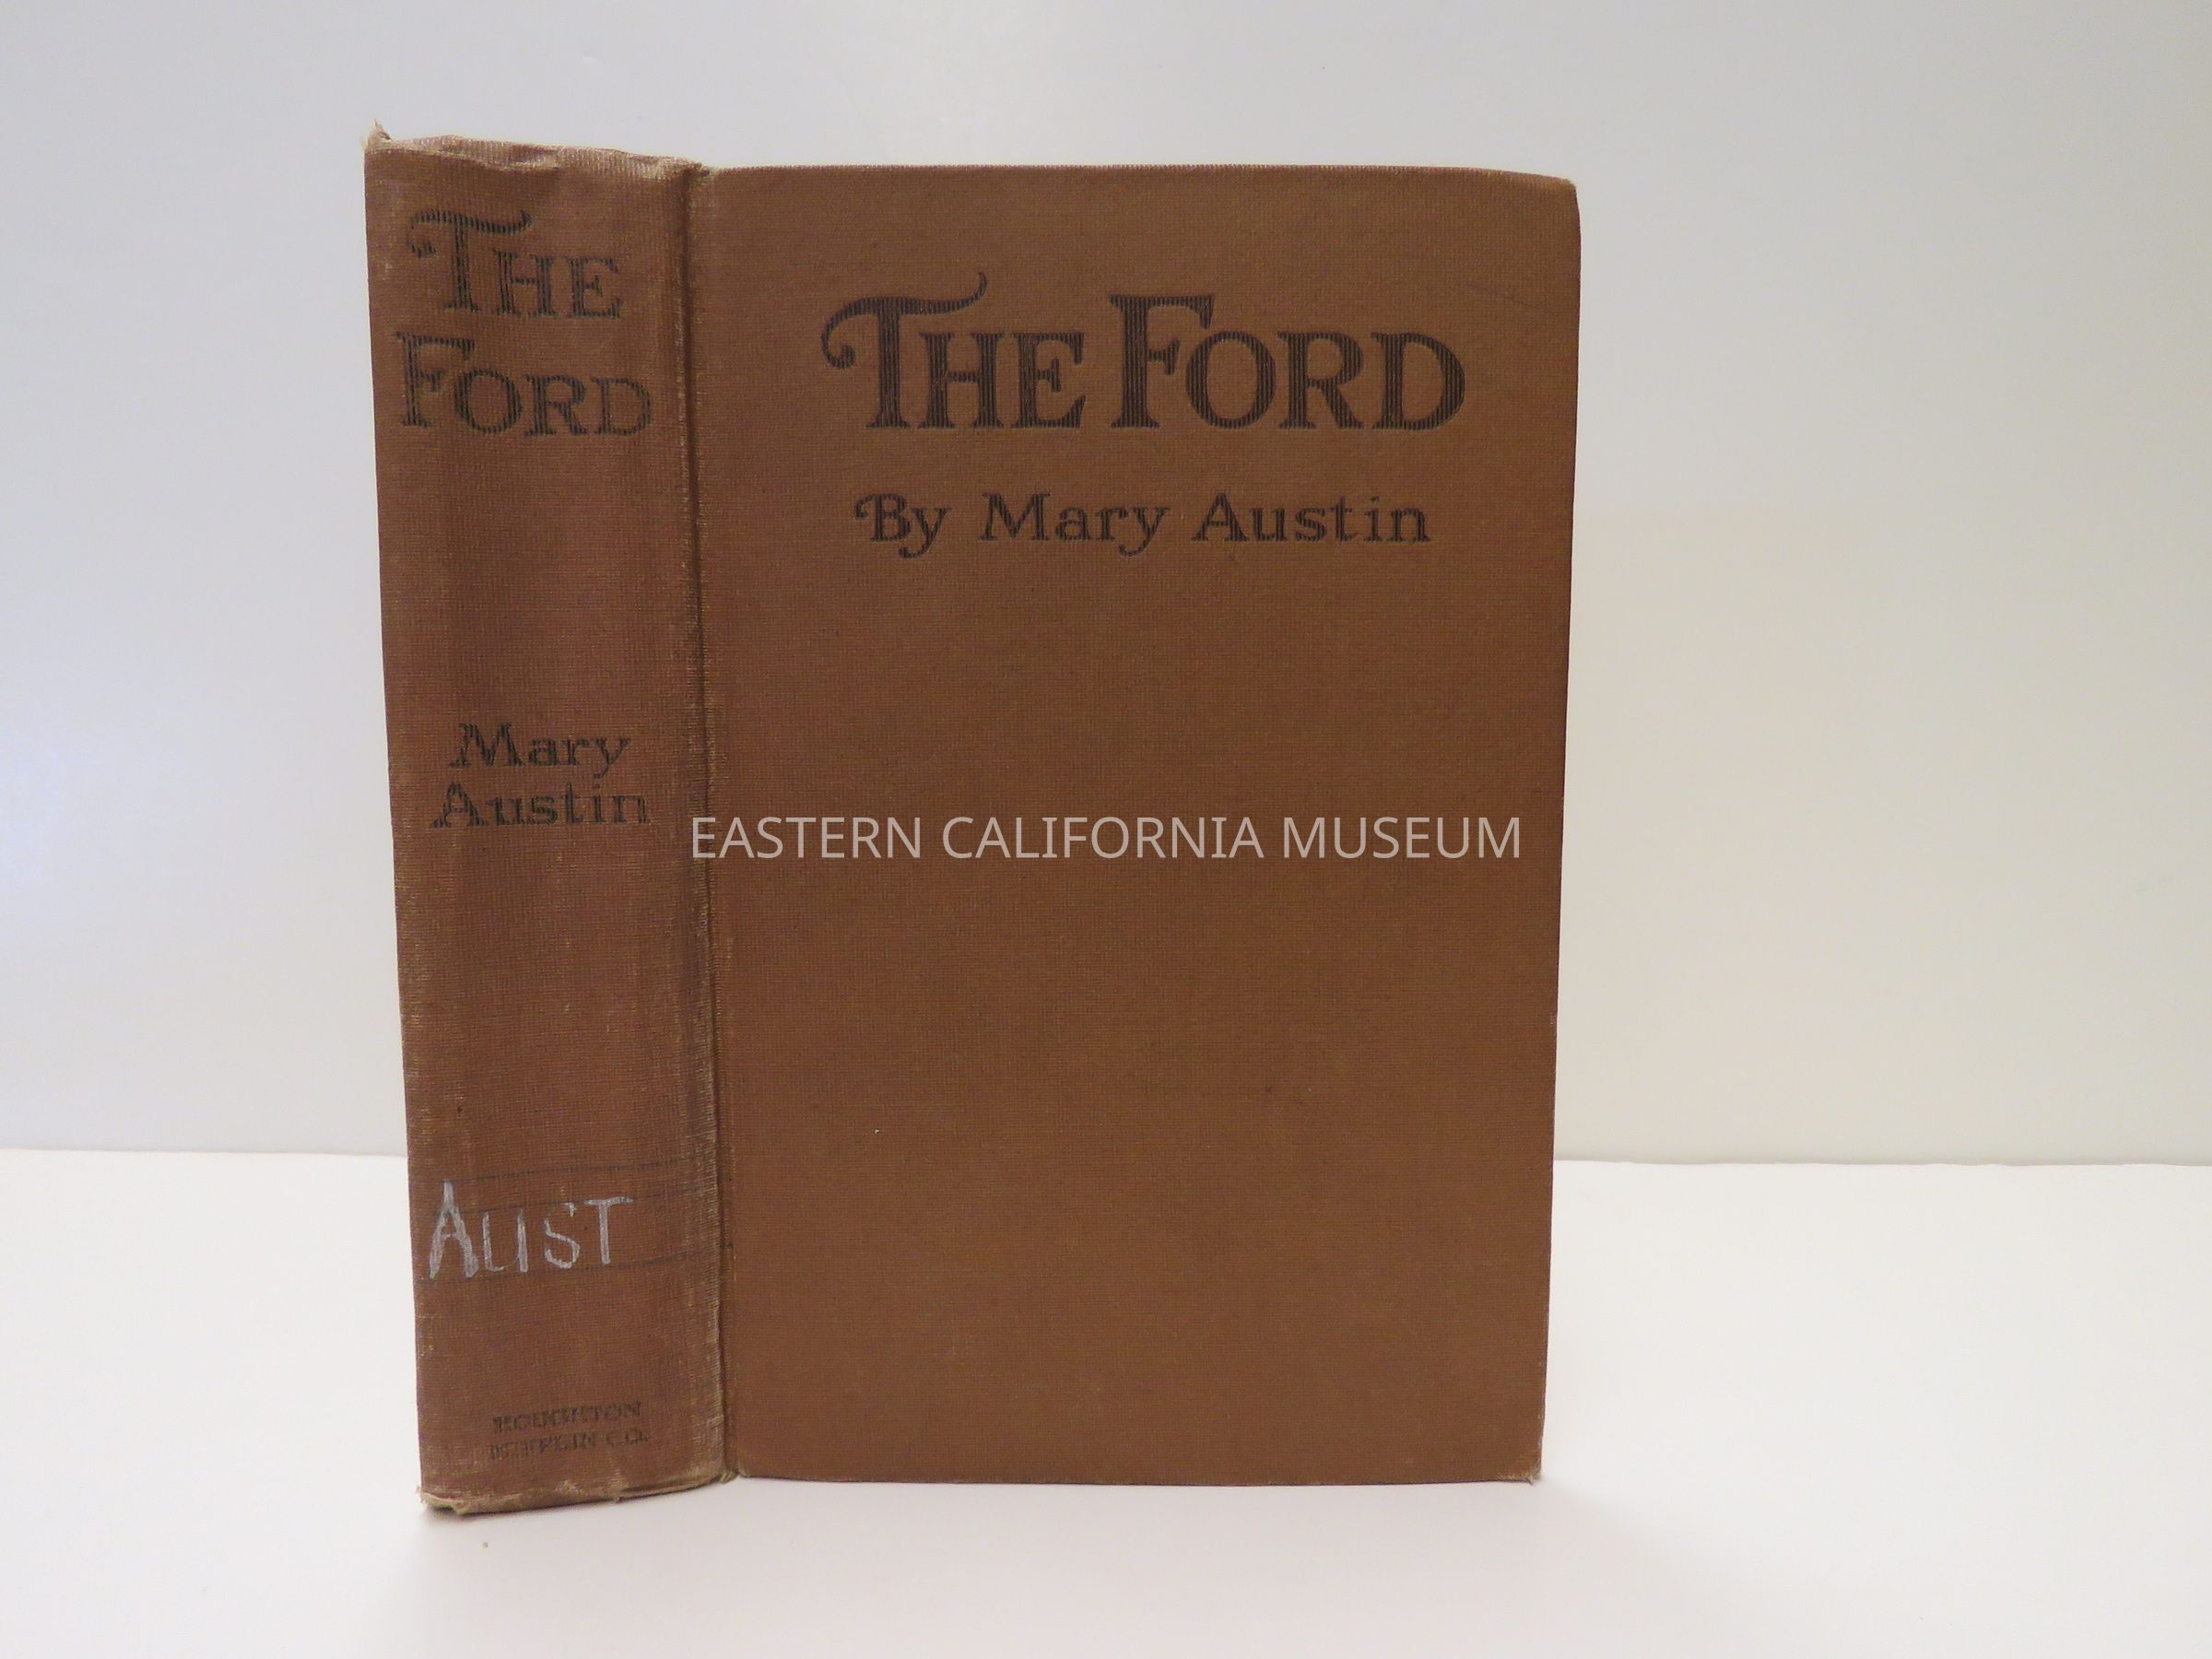 THE
FORD
Mary
Austin
AUST
HOUGHTON
MIFFLIN CO.
THE FORD
By Mary Austin
EASTERN CALIFORNIA MUSEUM